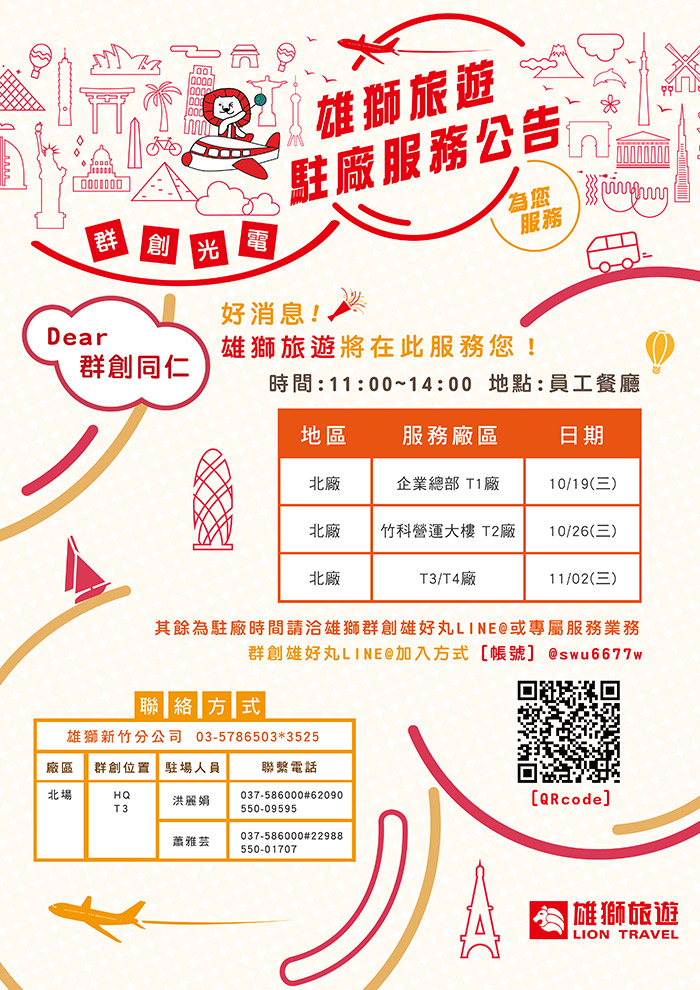 雄獅旅遊
駐廠服務公告
為您
服務
群創光電
Dear
群創同仁
好消息!
雄獅旅遊將在此服務您！
時間:11:00~14:00 地點:員工餐廳
地區 服務廠區 日期
北廠 企業總部 T1廠 10/19(三)
北廠 竹科營運大樓 T2廠 10/26(三)
北廠 T3/T4廠 11/02(三)
其餘為駐廠時間請洽雄獅群創雄好丸LINE@或專屬服務業務
群創雄好丸LINE@加入方式 [帳號] @swu6677w
[QRcode]
聯絡方式
雄獅新竹分公司 03-5786503*3525
廠區 群創位置 駐場人員 聯繫電話
北場 HQ
T3
洪麗娟 037-586000#62090
550-09595
蕭雅芸 037-586000#22988
550-01707
雄獅旅遊
LION TRAVEL